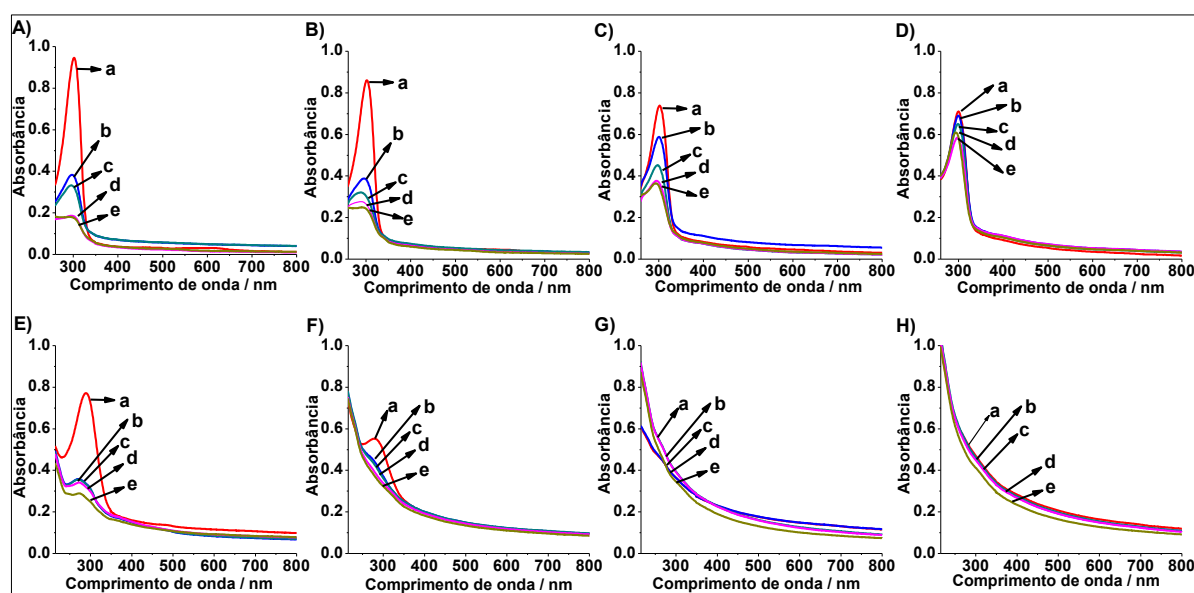 A)
1.0
0.8
0.6
0.4
0.2
0.0
Absorbância
a
b
c
d
e
300 400 500 600 700 800
Comprimento de onda / nm
B)
1.0
0.8
0.6
0.4
0.2
0.0
Absorbância
a
b
c
d
e
300 400 500 600 700 800
Comprimento de onda / nm
C)
1.0
0.8
0.6
0.4
0.2
0.0
Absorbância
a
b
c
d
e
300 400 500 600 700 800
Comprimento de onda / nm
D)
1.0
0.8
0.6
0.4
0.2
0.0
Absorbância
a
b
c
d
e
300 400 500 600 700 800
Comprimento de onda / nm
E)
1.0
0.8
0.6
0.4
0.2
0.0
Absorbância
a
b
c
d
e
300 400 500 600 700 800
Comprimento de onda / nm
F)
1.0
0.8
0.6
0.4
0.2
0.0
Absorbância
a
b
c
d
e
300 400 500 600 700 800
Comprimento de onda / nm
G)
1.0
0.8
0.6
0.4
0.2
0.0
Absorbância
a
b
c
d
e
300 400 500 600 700 800
Comprimento de onda / nm
H)
1.0
0.8
0.6
0.4
0.2
0.0
Absorbância
a
b
c
d
e
300 400 500 600 700 800
Comprimento de onda / nm